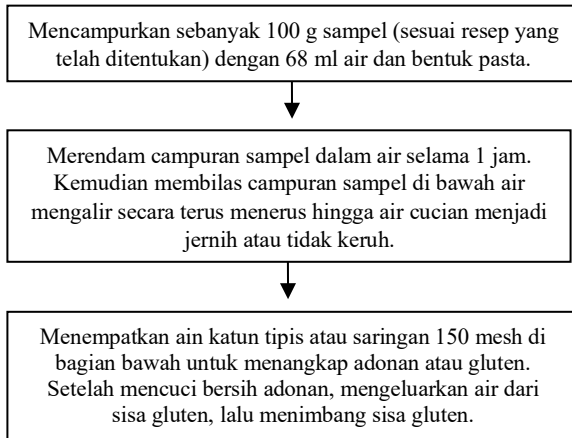 Mencampurkan sebanyak 100 g sampel (sesuai resep yang
telah ditentukan) dengan 68 ml air dan bentuk pasta.
Merendam campuran sampel dalam air selama 1 jam.
Kemudian membilas campuran sampel di bawah air
mengalir secara terus menerus hingga air cucian menjadi
jernih atau tidak keruh.
Menempatkan ain katun tipis atau saringan 150 mesh di
bagian bawah untuk menangkap adonan atau gluten.
Setelah mencuci bersih adonan, mengeluarkan air dari
sisa gluten, lalu menimbang sisa gluten.